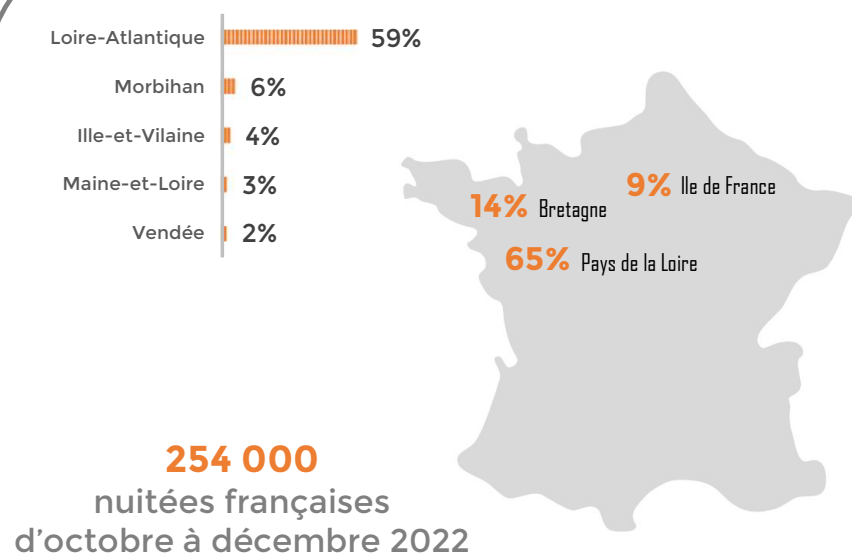 Loire-Atlantique 59%
Morbihan 6%
Ille-et-Vilaine 4%
Maine-et-Loire 3%
Vendée 2%
9% Ile de France
14% Bretagne
65% Pays de la Loire
254 000
nuitées françaises
d’octobre à décembre 2022